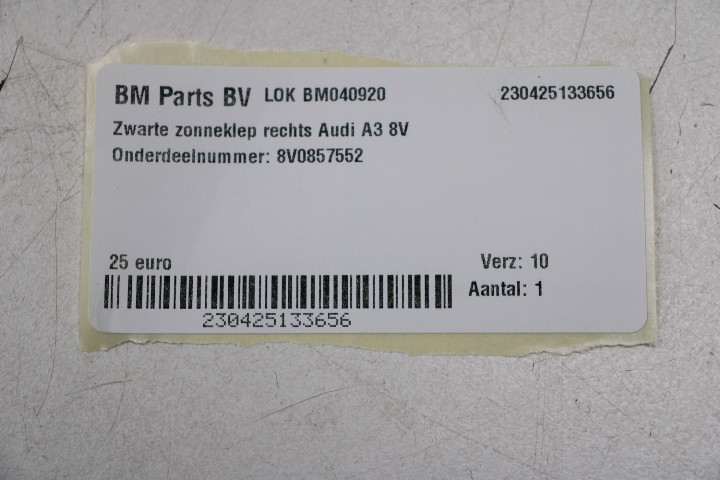 BM Parts BV LOK BM040920 230425133656
Zwarte zonneklep rechts Audi A3 8V
Onderdeelnummer: 8V0857552
25 euro Verz: 10
Aantal: 1
230425133656